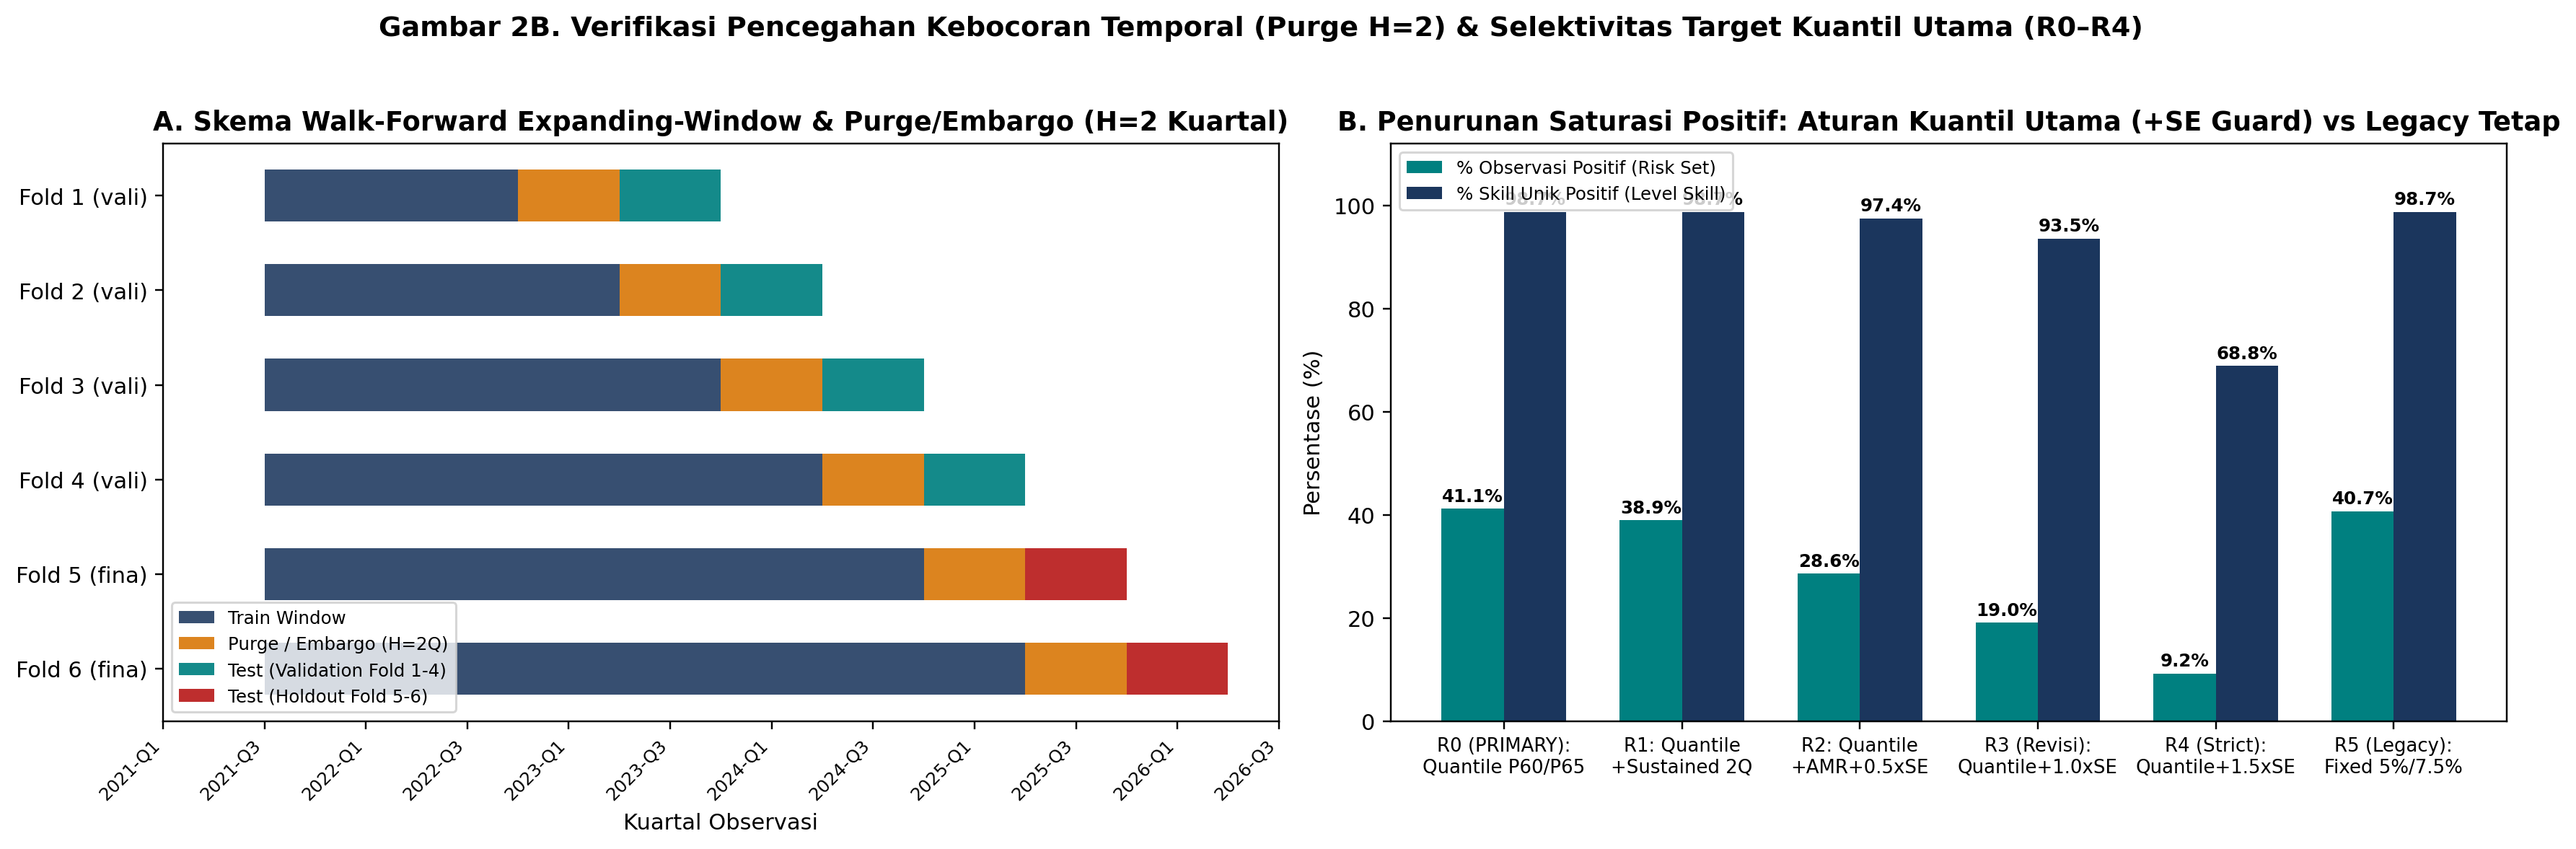 Gambar 2B. Verifikasi Pencegahan Kebocoran Temporal (Purge H=2) & Selektivitas Target Kuantil Utama (R0–R4)
A. Skema Walk-Forward Expanding-Window & Purge/Embargo (H=2 Kuartal)
Fold 1 (vali)
Fold 2 (vali)
Fold 3 (vali)
Fold 4 (vali)
Fold 5 (fina)
Fold 6 (fina)
Train Window
Purge / Embargo (H=2Q)
Test (Validation Fold 1-4)
Test (Holdout Fold 5-6)
2021-Q1
2021-Q3
2022-Q1
2022-Q3
2023-Q1
2023-Q3
2024-Q1
2024-Q3
2025-Q1
2025-Q3
2026-Q1
2026-Q3
Kuartal Observasi
B. Penurunan Saturasi Positif: Aturan Kuantil Utama (+SE Guard) vs Legacy Tetap
% Observasi Positif (Risk Set)
% Skill Unik Positif (Level Skill)
Persentase (%)
100
80
60
40
20
0
98.7%
98.7%
97.4%
93.5%
68.8%
98.7%
41.1%
38.9%
28.6%
19.0%
9.2%
40.7%
R0 (PRIMARY):
Quantile P60/P65
R1: Quantile
+Sustained 2Q
R2: Quantile
+AMR+0.5xSE
R3 (Revisi):
Quantile+1.0xSE
R4 (Strict):
Quantile+1.5xSE
R5 (Legacy):
Fixed 5%/7.5%